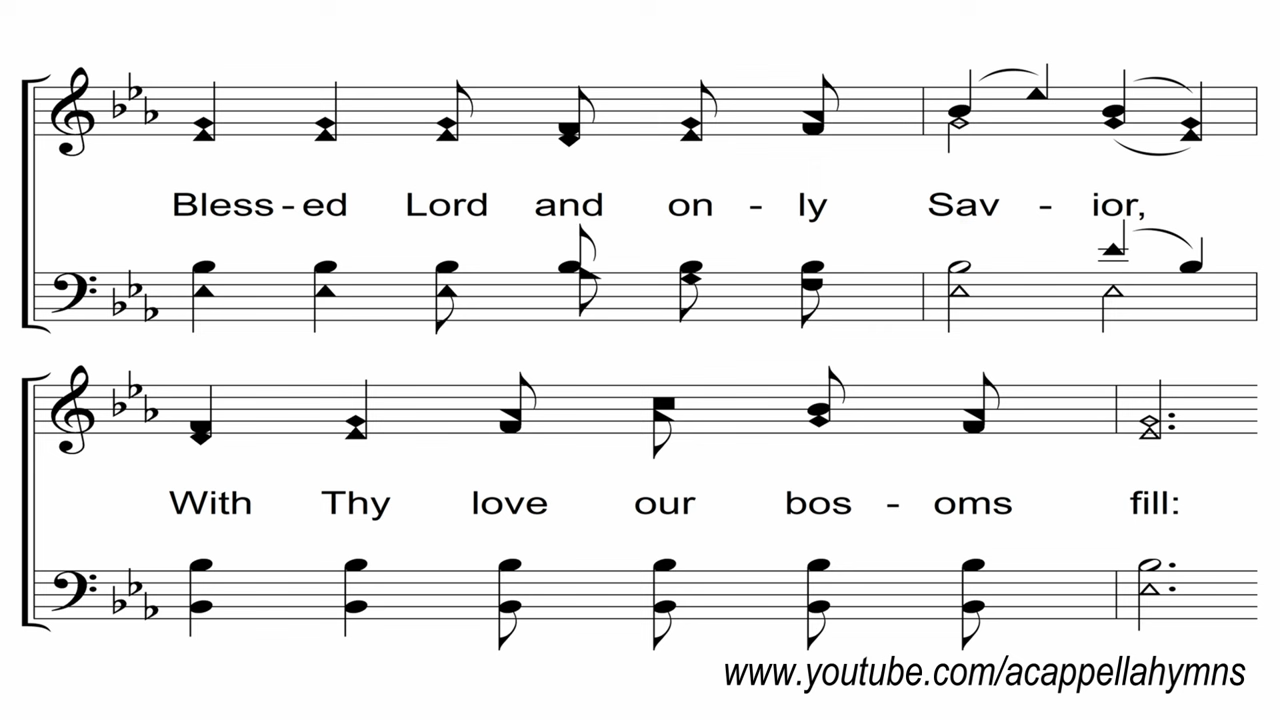 Bless - ed Lord and on - ly Sav - ior,
With Thy love our bos - oms fill:
www.youtube.com/acappellahymns